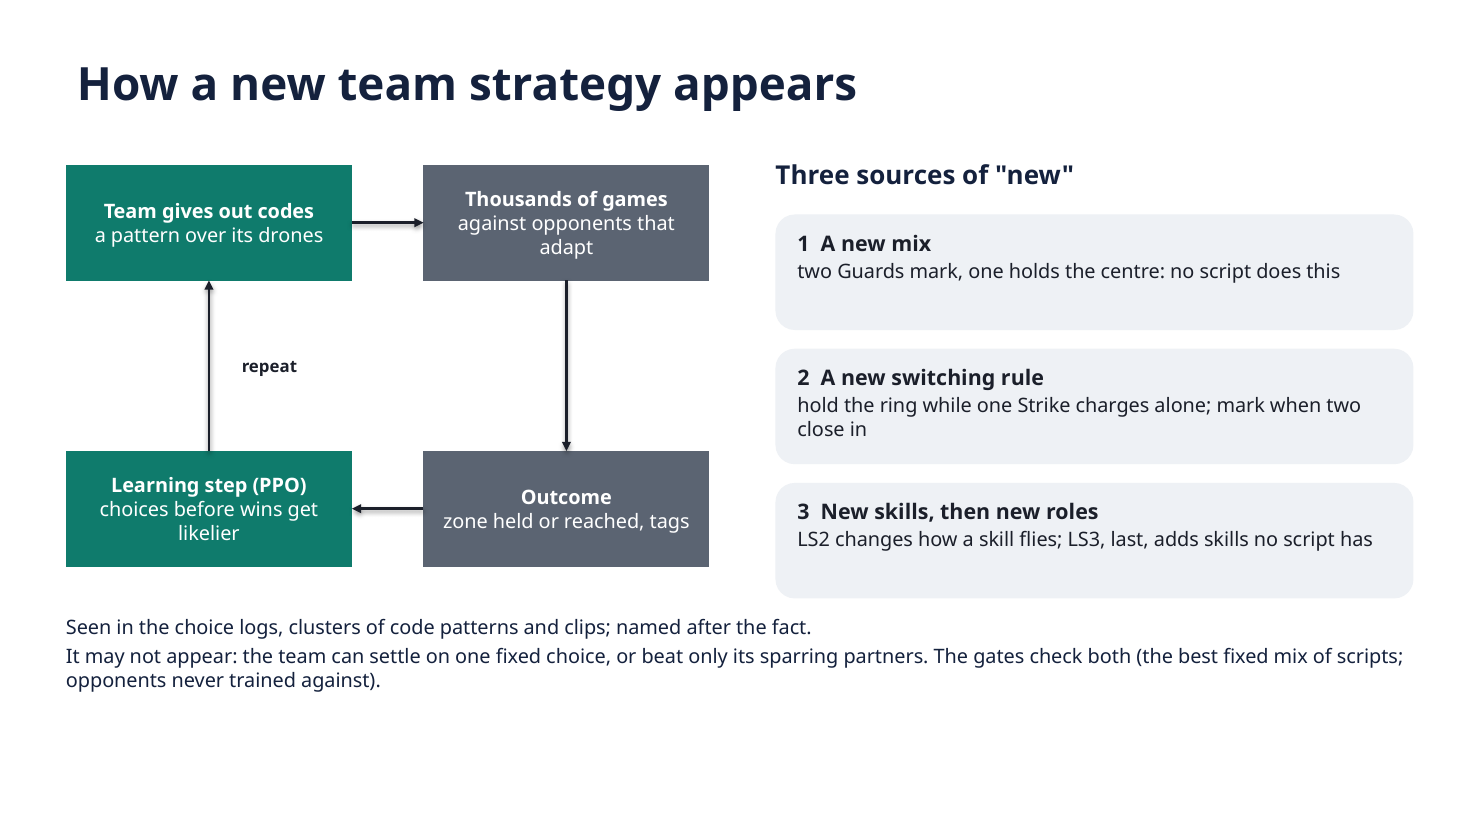 How a new team strategy appears
Team gives out codes
a pattern over its drones
Thousands of games
against opponents that
adapt
repeat
Learning step (PPO)
choices before wins get
likelier
Outcome
zone held or reached, tags
Three sources of "new"
1 A new mix
two Guards mark, one holds the centre: no script does this
2 A new switching rule
hold the ring while one Strike charges alone; mark when two
close in
3 New skills, then new roles
LS2 changes how a skill flies; LS3, last, adds skills no script has
Seen in the choice logs, clusters of code patterns and clips; named after the fact.
It may not appear: the team can settle on one fixed choice, or beat only its sparring partners. The gates check both (the best fixed mix of scripts;
opponents never trained against).